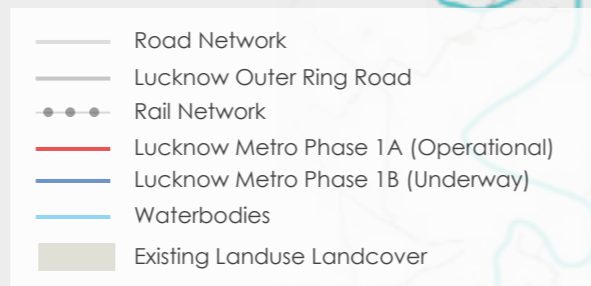 Road Network
Lucknow Outer Ring Road
Rail Network
Lucknow Metro Phase 1A (Operational)
Lucknow Metro Phase 1B (Underway)
Waterbodies
Existing Landuse Landcover